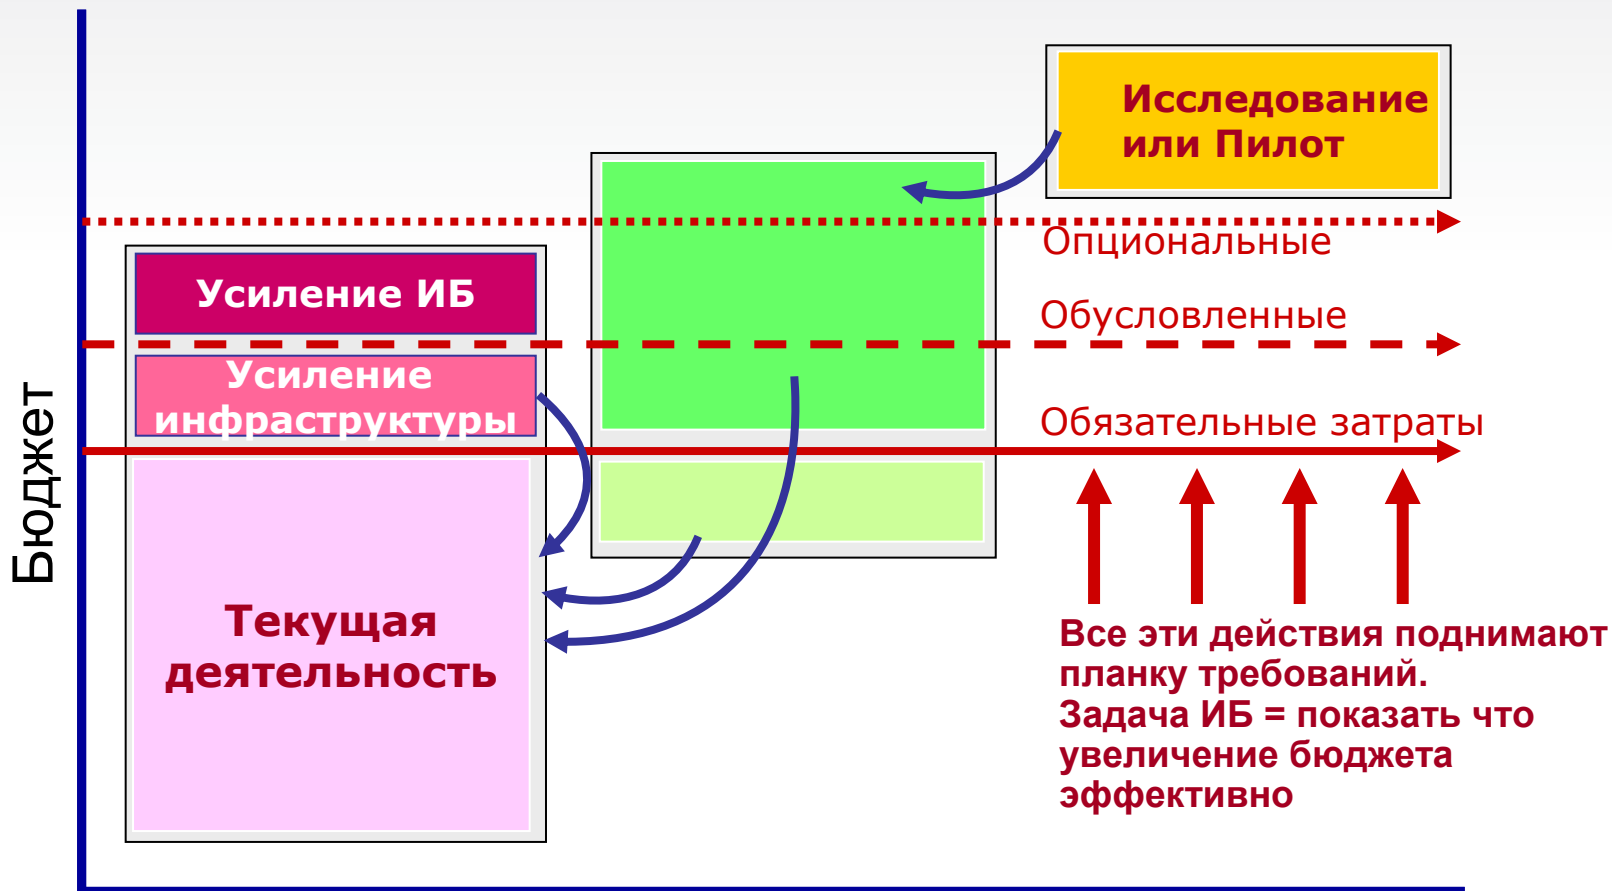 Исследование
или Пилот
Опциональные
Усиление ИБ
Обусловленные
Усиление
инфраструктуры
Обязательные затраты
Бюджет
Текущая
деятельность
Все эти действия поднимают
планку требований.
Задача ИБ = показать что
увеличение бюджета
эффективно